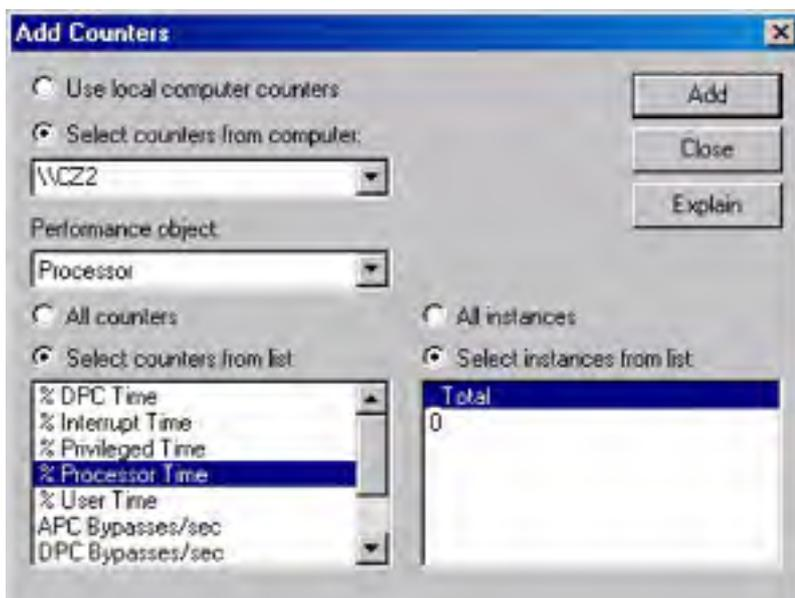 Add Counters
Use local computer counters
Select counters from computer:
\\CZ2
Performance object
Processor
All counters
Select counters from list
% DPC Time
% Interrupt Time
% Privileged Time
% Processor Time
% User Time
APC Bypasses/sec
DPC Bypasses/sec
All instances
Select instances from list
_Total
0
Add
Close
Explain